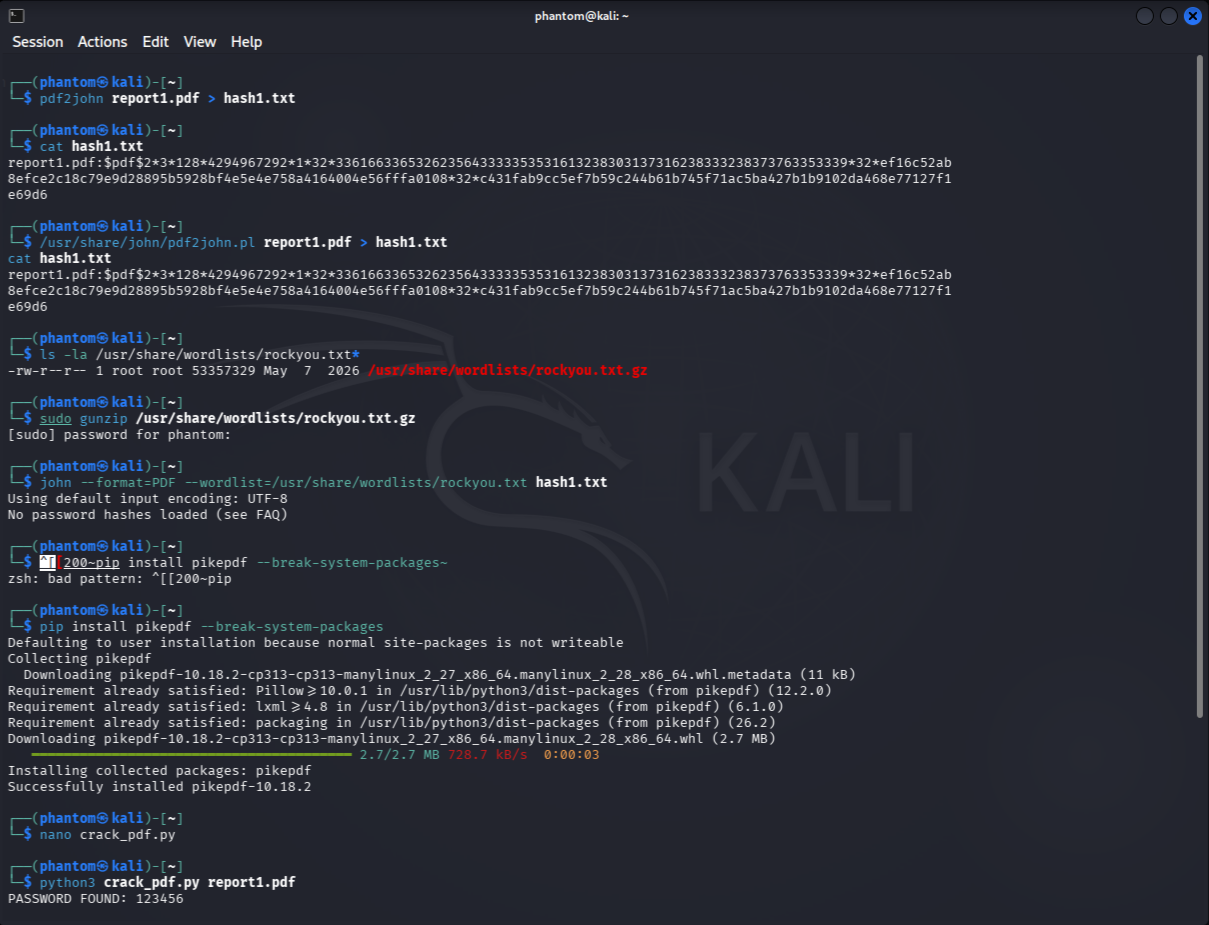 phantom@kali: ~
Session Actions Edit View Help
┌──(phantom㉿kali)-[~]
└─$ pdf2john report1.pdf > hash1.txt
┌──(phantom㉿kali)-[~]
└─$ cat hash1.txt
report1.pdf:$pdf$2*3*128*4294967292*1*32*33616633653262356433333535316132383031373162383332383737633533339*32*ef16c52ab
8efce2c18c79e9d28895b5928bf4e5e4e758a4164004e56fffa0108*32*c431fab9cc5ef7b59c244b61b745f71ac5ba427b1b9102da468e77127f1
e69d6
┌──(phantom㉿kali)-[~]
└─$ /usr/share/john/pdf2john.pl report1.pdf > hash1.txt
cat hash1.txt
report1.pdf:$pdf$2*3*128*4294967292*1*32*33616633653262356433333535316132383031373162383332383737633533339*32*ef16c52ab
8efce2c18c79e9d28895b5928bf4e5e4e758a4164004e56fffa0108*32*c431fab9cc5ef7b59c244b61b745f71ac5ba427b1b9102da468e77127f1
e69d6
┌──(phantom㉿kali)-[~]
└─$ ls -la /usr/share/wordlists/rockyou.txt*
-rw-r--r-- 1 root root 53357329 May  7  2026 /usr/share/wordlists/rockyou.txt.gz
┌──(phantom㉿kali)-[~]
└─$ sudo gunzip /usr/share/wordlists/rockyou.txt.gz
[sudo] password for phantom:
┌──(phantom㉿kali)-[~]
└─$ john --format=PDF --wordlist=/usr/share/wordlists/rockyou.txt hash1.txt
Using default input encoding: UTF-8
No password hashes loaded (see FAQ)
KALI
┌──(phantom㉿kali)-[~]
└─$ ^[[200~pip install pikepdf --break-system-packages~
zsh: bad pattern: ^[[200~pip
┌──(phantom㉿kali)-[~]
└─$ pip install pikepdf --break-system-packages
Defaulting to user installation because normal site-packages is not writeable
Collecting pikepdf
  Downloading pikepdf-10.18.2-cp313-cp313-manylinux_2_27_x86_64.manylinux_2_28_x86_64.whl.metadata (11 kB)
Requirement already satisfied: Pillow>=10.0.1 in /usr/lib/python3/dist-packages (from pikepdf) (12.2.0)
Requirement already satisfied: lxml>=4.8 in /usr/lib/python3/dist-packages (from pikepdf) (6.1.0)
Requirement already satisfied: packaging in /usr/lib/python3/dist-packages (from pikepdf) (26.2)
Downloading pikepdf-10.18.2-cp313-cp313-manylinux_2_27_x86_64.manylinux_2_28_x86_64.whl (2.7 MB)
2.7/2.7 MB 728.7 kB/s  0:00:03
Installing collected packages: pikepdf
Successfully installed pikepdf-10.18.2
┌──(phantom㉿kali)-[~]
└─$ nano crack_pdf.py
┌──(phantom㉿kali)-[~]
└─$ python3 crack_pdf.py report1.pdf
PASSWORD FOUND: 123456